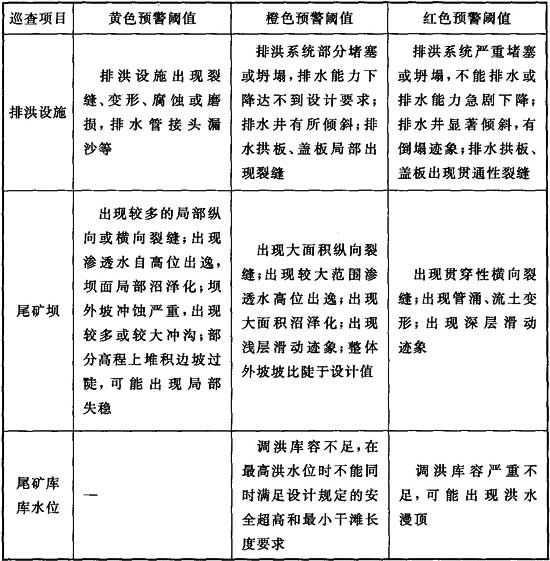 巡查项目
黄色预警阈值
橙色预警阈值
红色预警阈值
排洪设施
排洪设施出现裂
缝、变形、腐蚀或磨
损，排水管接头漏
沙等
排洪系统部分堵塞
或坍塌，排水能力下
降达不到设计要求；
排水井有所倾斜；排
水拱板、盖板局部出
现裂缝
排洪系统严重堵塞
或坍塌，不能排水或
排水能力急剧下降；
排水井显著倾斜，有
倒塌迹象；排水拱板、
盖板出现贯通性裂缝
尾矿坝
出现较多的局部纵
向或横向裂缝；出现
渗透水自高位出逸，
坝面局部沼泽化；坝
外坡冲蚀严重，出现
较多或较大冲沟；部
分高程上堆积边坡过
陡，可能出现局部
失稳
出现大面积纵向裂
缝；出现较大范围渗
透水高位出逸；出现
大面积沼泽化；出现
浅层滑动迹象；整体
外坡坡比陡于设计值
出现贯穿性横向裂
缝；出现管涌、流土变
形；出现深层滑动
迹象
尾矿库
库水位
—
调洪库容不足，在
最高洪水位时不能同
时满足设计规定的安
全超高和最小干滩长
度要求
调洪库容严重不
足，可能出现洪水
漫顶